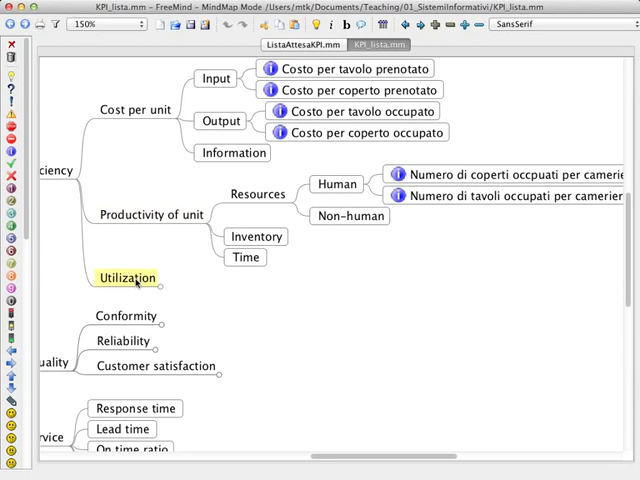 KPI_lista.mm – FreeMind – MindMap Mode /Users/mtk/Documents/Teaching/01_SistemiInformativi/KPI_lista.mm
150%
SansSerif
ListaAttesaKPI.mm
KPI_lista.mm
Costo per tavolo prenotato
Input
Costo per coperto prenotato
Cost per unit
Costo per tavolo occupato
Output
Costo per coperto occupato
Information
ciency
Numero di coperti occpuati per camerie
Human
Resources
Numero di tavoli occupati per camerier
Productivity of unit
Non-human
Inventory
Time
Utilization
Conformity
Reliability
uality
Customer satisfaction
Response time
Lead time
rvice
On time ratio